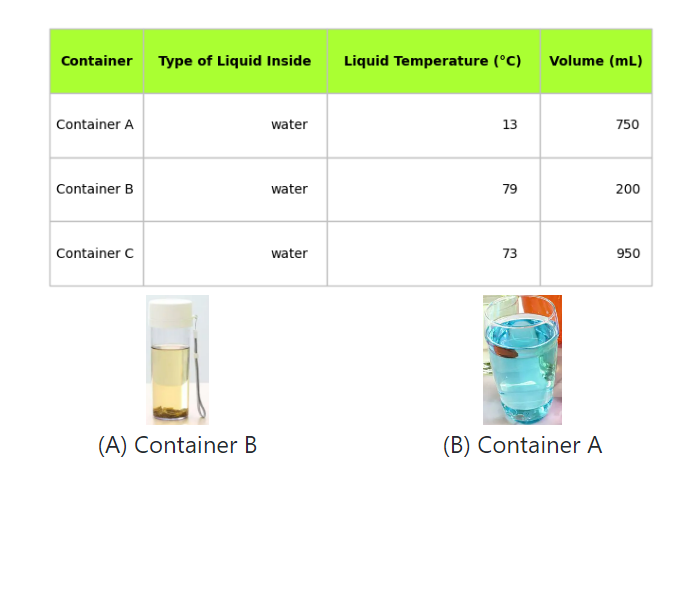 Container Type of Liquid Inside Liquid Temperature (°C) Volume (mL)
Container A water 13 750
Container B water 79 200
Container C water 73 950
(A) Container B (B) Container A